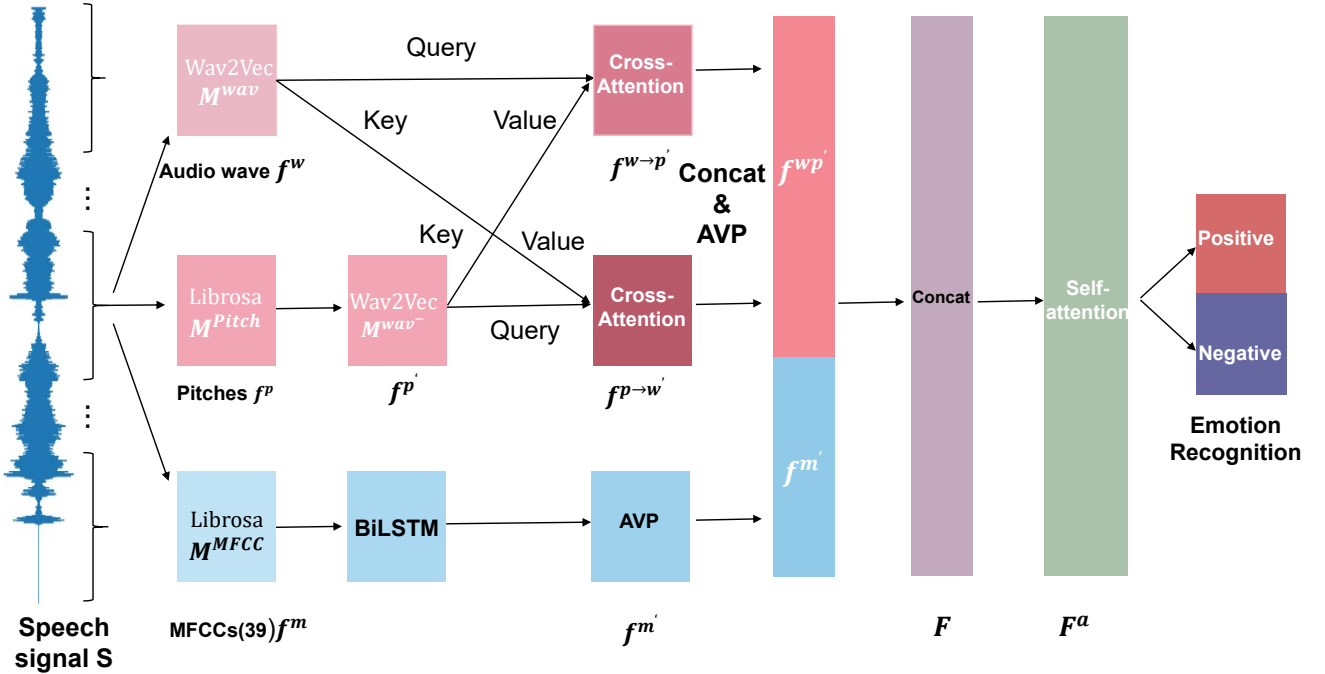 Speech
signal S
⋮
⋮
Wav2Vec
M^{wav}
Audio wave f^w
Librosa
M^{Pitch}
Pitches f^p
Wav2Vec
M^{wav^-}
f^{p'}
Librosa
M^{MFCC}
MFCCs(39)f^m
BiLSTM
Query
Key
Value
Key
Value
Query
Cross-
Attention
f^{w→p'}
Cross-
Attention
f^{p→w'}
AVP
f^{m'}
Concat
&
AVP
f^{wp'}
f^{m'}
Concat
F
Self-
attention
F^a
Positive
Negative
Emotion
Recognition